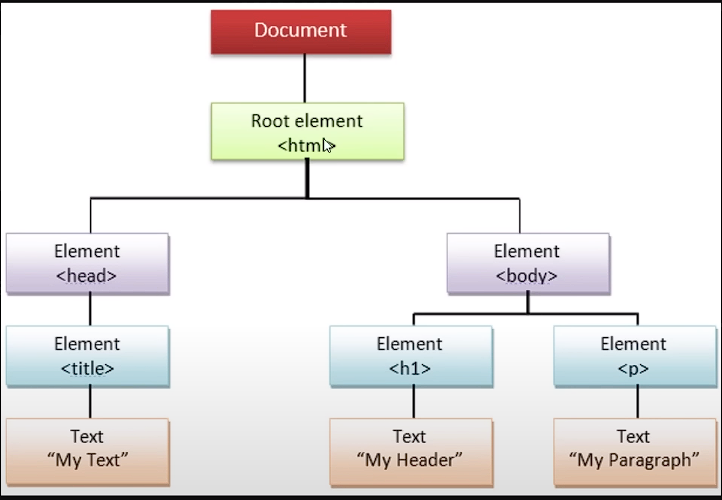 Document
Root element
<html>
Element
<head>
Element
<body>
Element
<title>
Element
<h1>
Element
<p>
Text
“My Text”
Text
“My Header”
Text
“My Paragraph”